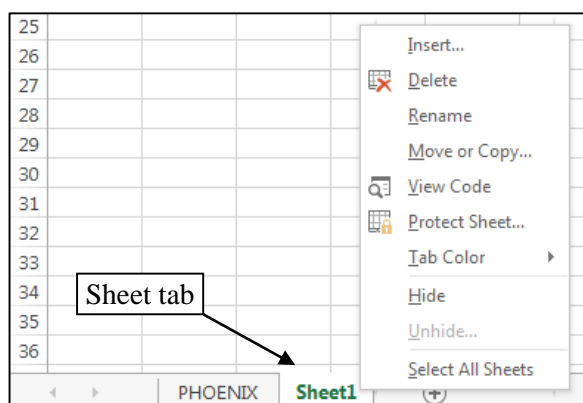 25
26
27
28
29
30
31
32
33
34
35
36
Insert...
Delete
Rename
Move or Copy...
View Code
Protect Sheet...
Tab Color
Hide
Unhide...
Select All Sheets
Sheet tab
PHOENIX Sheet1